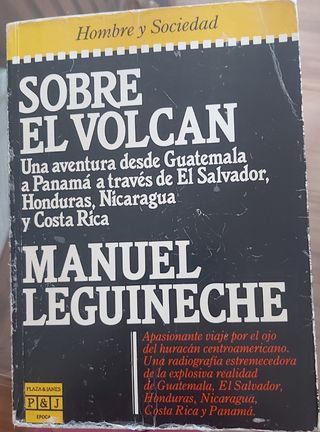 Hombre y Sociedad
SOBRE
EL VOLCAN
Una aventura desde Guatemala
a Panamá a través de El Salvador,
Honduras, Nicaragua
y Costa Rica
MANUEL
LEGUINECHE
Apasionante viaje por el ojo
del huracán centroamericano.
Una radiografía estremecedora
de la explosiva realidad
de Guatemala, El Salvador,
Honduras, Nicaragua,
Costa Rica y Panamá.
PLAZA & JANES
P&J
EPOCA